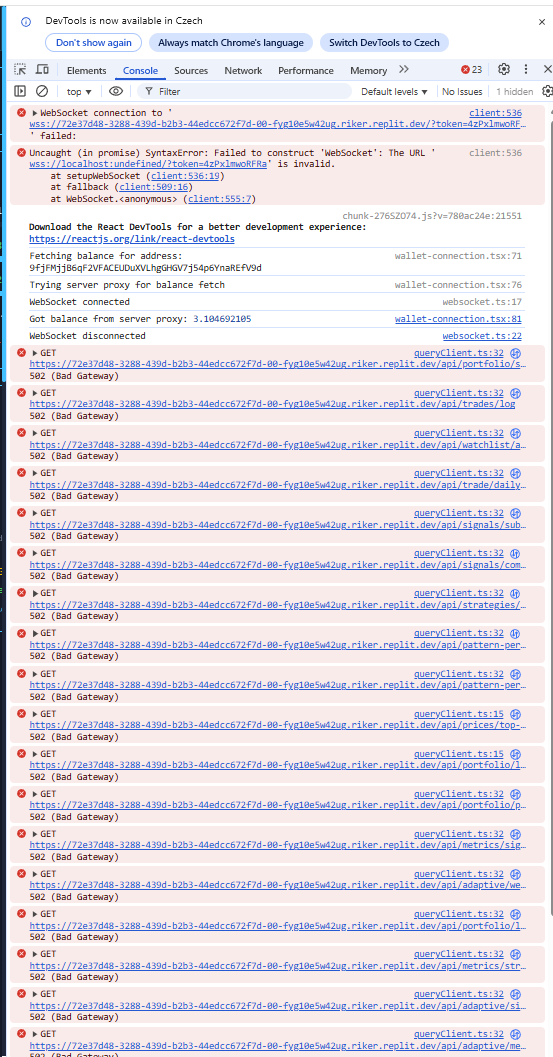 DevTools is now available in Czech
Don't show again Always match Chrome's language Switch DevTools to Czech
Elements Console Sources Network Performance Memory 23
top Filter Default levels No Issues 1 hidden
WebSocket connection to ' client:536
wss://72e37d48-3288-439d-b2b3-44edcc672f7d-00-fyg10e5w42ug.riker.replit.dev/?token=4zPxlmwoRF…
' failed:
Uncaught (in promise) SyntaxError: Failed to construct 'WebSocket': The URL ' client:536
wss://localhost:undefined/?token=4zPxlmwoRFRa' is invalid.
at setupWebSocket (client:536:19)
at fallback (client:509:16)
at WebSocket.<anonymous> (client:555:7)
chunk-276SZO74.js?v=780ac24e:21551
Download the React DevTools for a better development experience:
https://reactjs.org/link/react-devtools
Fetching balance for address: wallet-connection.tsx:71
9fjFMjjB6qF2VFACEUDuXVLhgGHGV7j54p6YnaREfV9d
Trying server proxy for balance fetch wallet-connection.tsx:76
WebSocket connected websocket.ts:17
Got balance from server proxy: 3.104692105 wallet-connection.tsx:81
WebSocket disconnected websocket.ts:22
GET queryClient.ts:32
https://72e37d48-3288-439d-b2b3-44edcc672f7d-00-fyg10e5w42ug.riker.replit.dev/api/portfolio/s…
502 (Bad Gateway)
GET queryClient.ts:32
https://72e37d48-3288-439d-b2b3-44edcc672f7d-00-fyg10e5w42ug.riker.replit.dev/api/trades/log
502 (Bad Gateway)
GET queryClient.ts:32
https://72e37d48-3288-439d-b2b3-44edcc672f7d-00-fyg10e5w42ug.riker.replit.dev/api/watchlist/a…
502 (Bad Gateway)
GET queryClient.ts:32
https://72e37d48-3288-439d-b2b3-44edcc672f7d-00-fyg10e5w42ug.riker.replit.dev/api/trade/daily…
502 (Bad Gateway)
GET queryClient.ts:32
https://72e37d48-3288-439d-b2b3-44edcc672f7d-00-fyg10e5w42ug.riker.replit.dev/api/signals/sub…
502 (Bad Gateway)
GET queryClient.ts:32
https://72e37d48-3288-439d-b2b3-44edcc672f7d-00-fyg10e5w42ug.riker.replit.dev/api/signals/com…
502 (Bad Gateway)
GET queryClient.ts:32
https://72e37d48-3288-439d-b2b3-44edcc672f7d-00-fyg10e5w42ug.riker.replit.dev/api/strategies/…
502 (Bad Gateway)
GET queryClient.ts:32
https://72e37d48-3288-439d-b2b3-44edcc672f7d-00-fyg10e5w42ug.riker.replit.dev/api/pattern-per…
502 (Bad Gateway)
GET queryClient.ts:32
https://72e37d48-3288-439d-b2b3-44edcc672f7d-00-fyg10e5w42ug.riker.replit.dev/api/pattern-per…
502 (Bad Gateway)
GET queryClient.ts:15
https://72e37d48-3288-439d-b2b3-44edcc672f7d-00-fyg10e5w42ug.riker.replit.dev/api/prices/top-…
502 (Bad Gateway)
GET queryClient.ts:15
https://72e37d48-3288-439d-b2b3-44edcc672f7d-00-fyg10e5w42ug.riker.replit.dev/api/portfolio/l…
502 (Bad Gateway)
GET queryClient.ts:32
https://72e37d48-3288-439d-b2b3-44edcc672f7d-00-fyg10e5w42ug.riker.replit.dev/api/portfolio/p…
502 (Bad Gateway)
GET queryClient.ts:32
https://72e37d48-3288-439d-b2b3-44edcc672f7d-00-fyg10e5w42ug.riker.replit.dev/api/metrics/sig…
502 (Bad Gateway)
GET queryClient.ts:32
https://72e37d48-3288-439d-b2b3-44edcc672f7d-00-fyg10e5w42ug.riker.replit.dev/api/adaptive/we…
502 (Bad Gateway)
GET queryClient.ts:32
https://72e37d48-3288-439d-b2b3-44edcc672f7d-00-fyg10e5w42ug.riker.replit.dev/api/portfolio/l…
502 (Bad Gateway)
GET queryClient.ts:32
https://72e37d48-3288-439d-b2b3-44edcc672f7d-00-fyg10e5w42ug.riker.replit.dev/api/metrics/str…
502 (Bad Gateway)
GET queryClient.ts:32
https://72e37d48-3288-439d-b2b3-44edcc672f7d-00-fyg10e5w42ug.riker.replit.dev/api/adaptive/si…
502 (Bad Gateway)
GET queryClient.ts:32
https://72e37d48-3288-439d-b2b3-44edcc672f7d-00-fyg10e5w42ug.riker.replit.dev/api/adaptive/me…
502 (Bad Gateway)